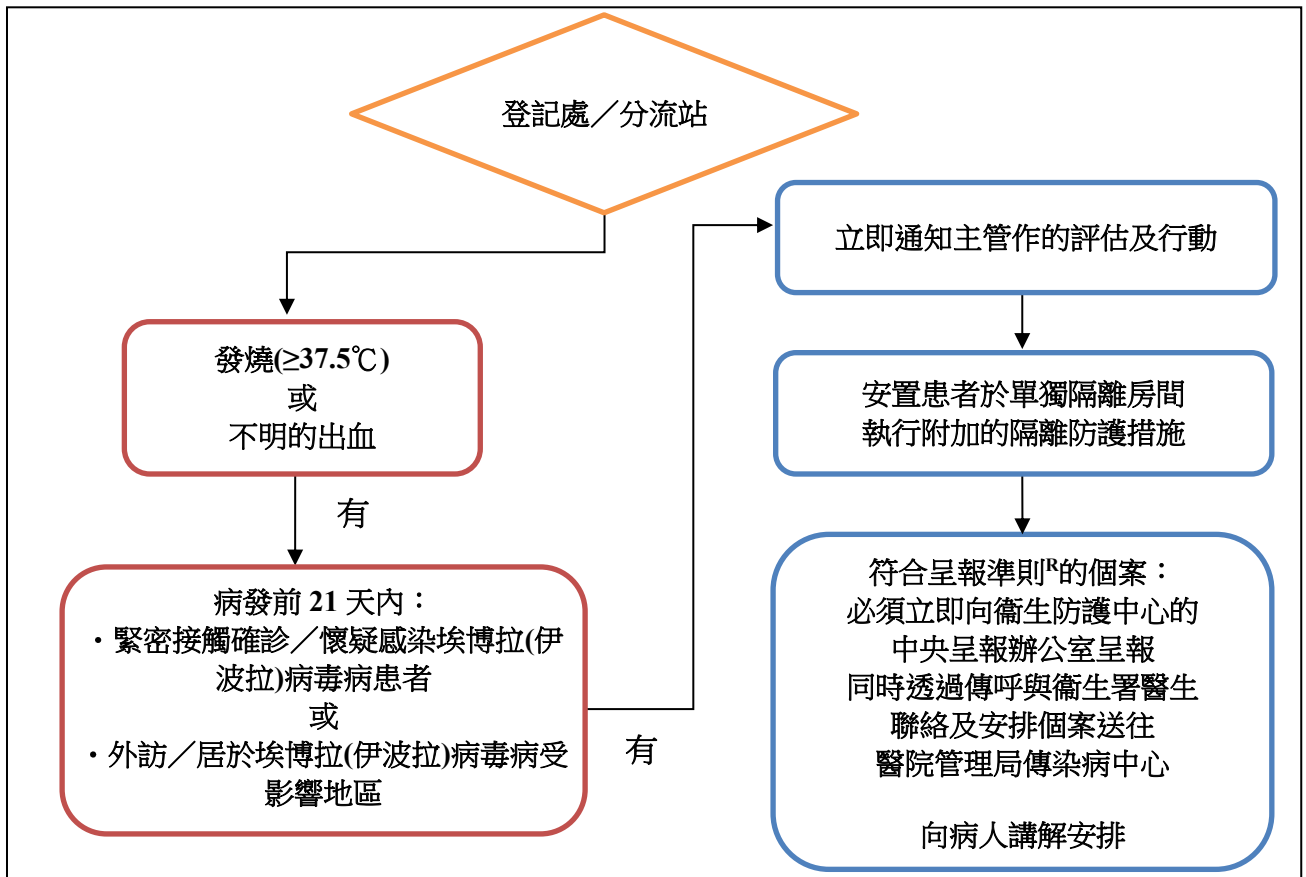 登記處／分流站
發燒(≥37.5℃)
或
不明的出血
有
病發前 21 天內：
・緊密接觸確診／懷疑感染埃博拉(伊
波拉)病毒病患者
或
・外訪／居於埃博拉(伊波拉)病毒病受
影響地區
有
立即通知主管作的評估及行動
安置患者於單獨隔離房間
執行附加的隔離防護措施
符合呈報準則ᴿ的個案：
必須立即向衞生防護中心的
中央呈報辦公室呈報
同時透過傳呼與衞生署醫生
聯絡及安排個案送往
醫院管理局傳染病中心
向病人講解安排